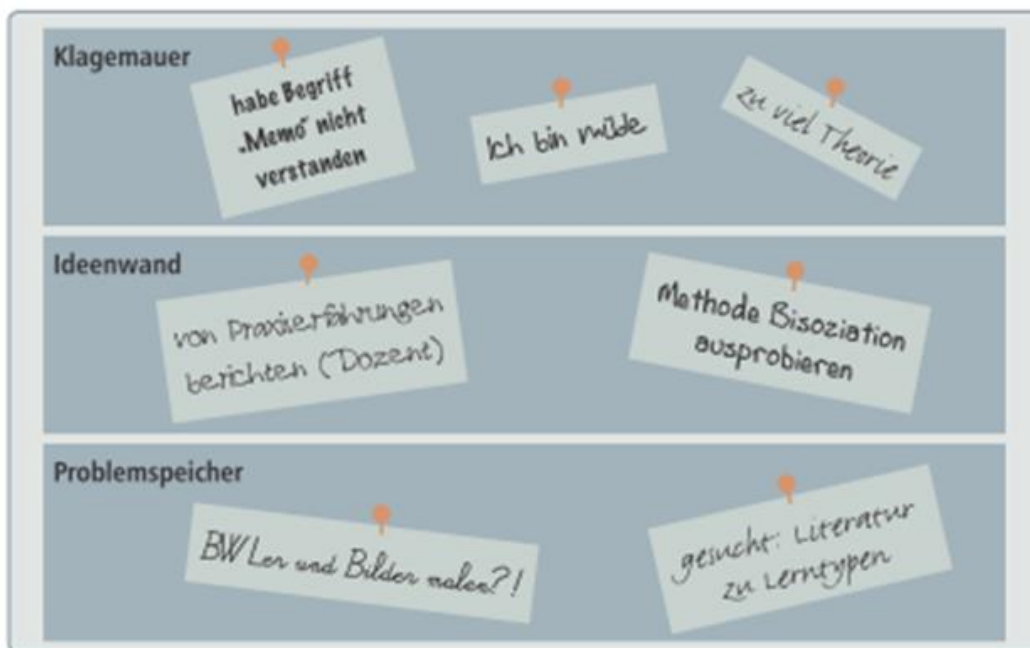 Klagemauer
habe Begriff
„Memo" nicht
verstanden
Ich bin müde
zu viel Theorie
Ideenwand
von Praxiserfahrungen
berichten (Dozent)
Methode Bisoziation
ausprobieren
Problemspeicher
BWLer und Bilder malen?!
gesucht: Literatur
zu Lerntypen